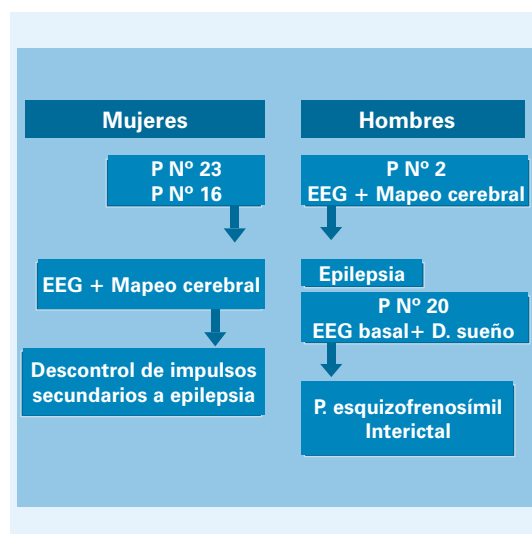 Mujeres
P Nº 23
P Nº 16
EEG + Mapeo cerebral
Descontrol de impulsos
secundarios a epilepsia
Hombres
P Nº 2
EEG + Mapeo cerebral
Epilepsia
P Nº 20
EEG basal+ D. sueño
P. esquizofrenosímil
Interictal